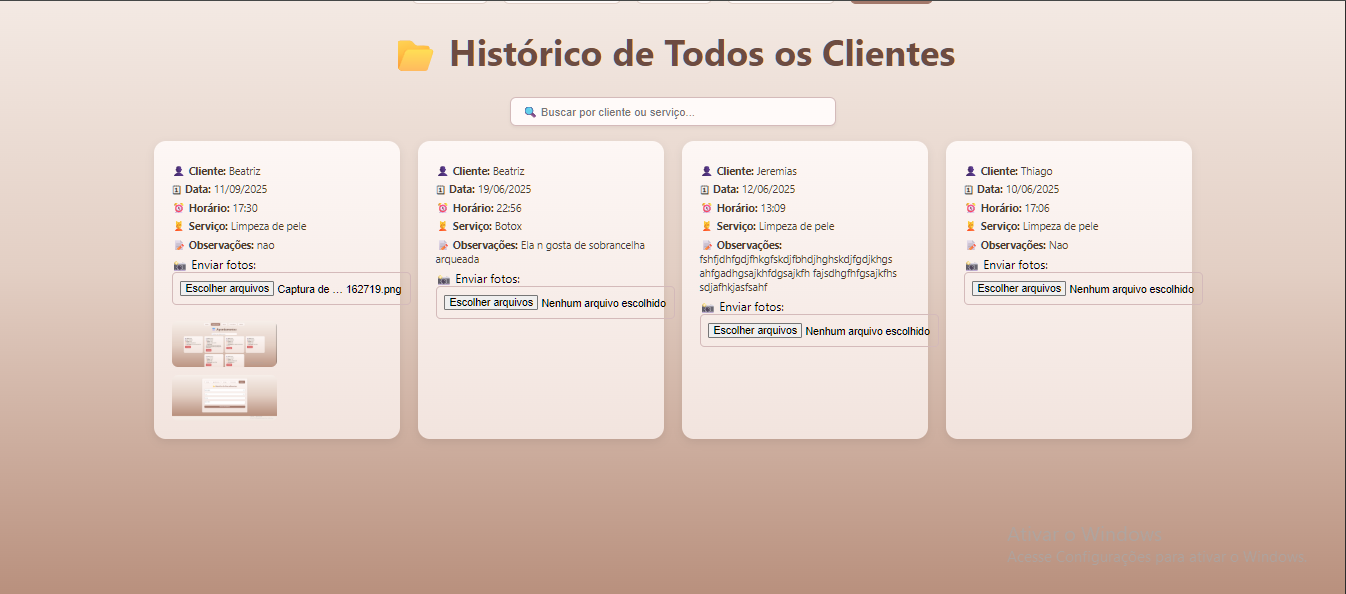 Histórico de Todos os Clientes
Buscar por cliente ou serviço...
Cliente: Beatriz
Data: 11/09/2025
Horário: 17:30
Serviço: Limpeza de pele
Observações: nao
Enviar fotos:
Escolher arquivos Captura de ... 162719.png
Cliente: Beatriz
Data: 19/06/2025
Horário: 22:56
Serviço: Botox
Observações: Ela n gosta de sobrancelha
arqueada
Enviar fotos:
Escolher arquivos Nenhum arquivo escolhido
Cliente: Jeremias
Data: 12/06/2025
Horário: 13:09
Serviço: Limpeza de pele
Observações:
fshfjdhfgdjfhkgfskdjfbhdjhghskdjfgdjkhgs
ahfgadhgsajkhfdgsajkfh fajsdhgfhfgsajkfhs
sdjafhkjasfsahf
Enviar fotos:
Escolher arquivos Nenhum arquivo escolhido
Cliente: Thiago
Data: 10/06/2025
Horário: 17:06
Serviço: Limpeza de pele
Observações: Nao
Enviar fotos:
Escolher arquivos Nenhum arquivo escolhido
Ativar o Windows
Acesse Configurações para ativar o Windows.